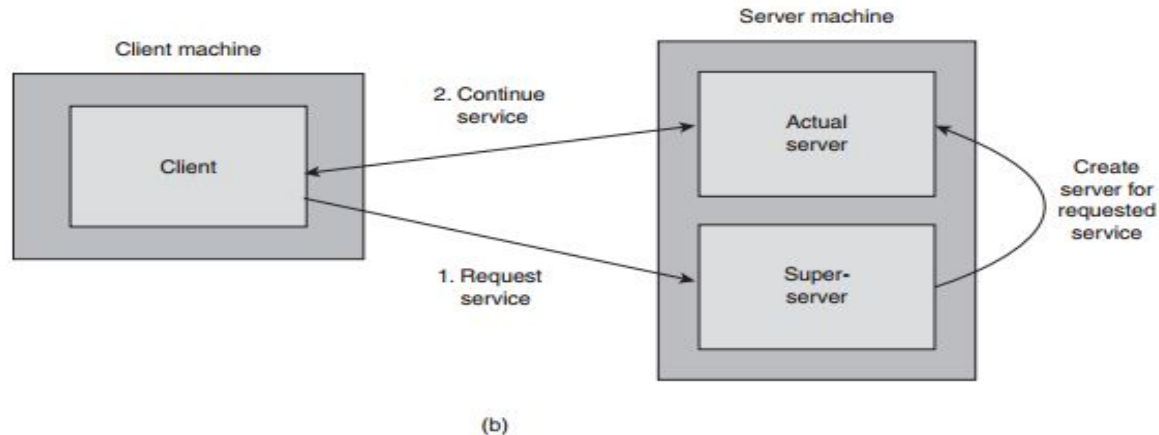 Server machine
Client machine
2. Continue
service
Actual
server
Client
Create
server for
requested
service
1. Request
service
Super-
server
(b)